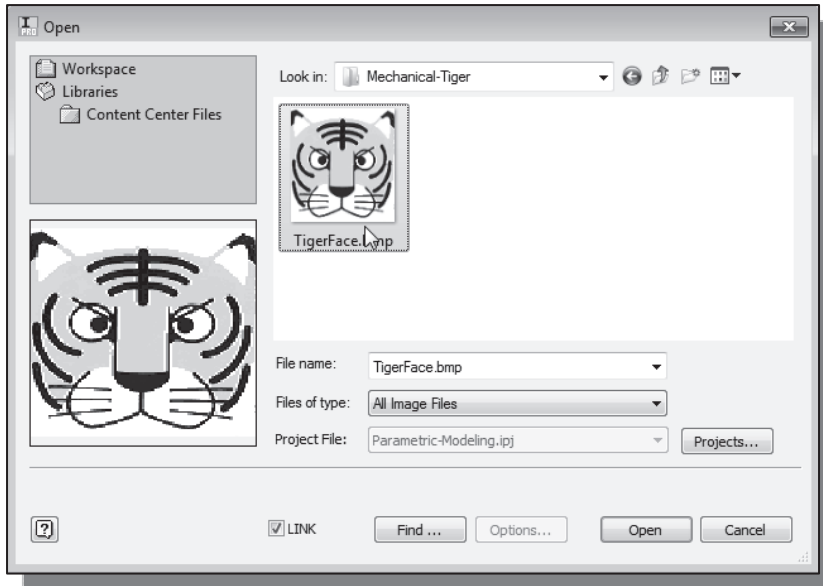 I PRO Open
Workspace
Libraries
Content Center Files
Look in: Mechanical-Tiger
TigerFace.bmp
File name: TigerFace.bmp
Files of type: All Image Files
Project File: Parametric-Modeling.ipj Projects...
LINK Find ... Options... Open Cancel